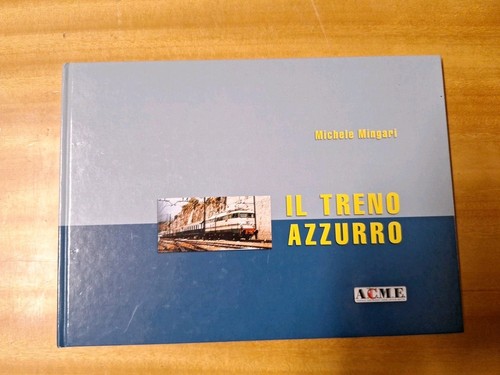 Michele Mingari
IL TRENO
AZZURRO
ACME